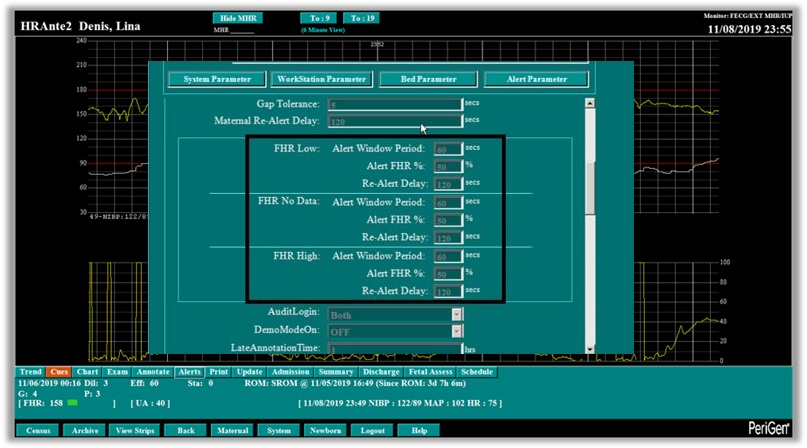 HRAnte2 Denis, Lina
Hide MHR
To : 9
To : 19
Monitor: FECG/EXT MHR/IUP
MHR
(6 Minute View)
11/08/2019 23:55
240
23:52
210
180
150
120
90
60
30
49-NIBP:122/89
180
90
100
80
60
40
20
0
System Parameter
WorkStation Parameter
Bed Parameter
Alert Parameter
Gap Tolerance: 5 secs
Maternal Re-Alert Delay: 120 secs
FHR Low: Alert Window Period: 60 secs
Alert FHR %: 50 %
Re-Alert Delay: 120 secs
FHR No Data: Alert Window Period: 60 secs
Alert FHR %: 50 %
Re-Alert Delay: 120 secs
FHR High: Alert Window Period: 60 secs
Alert FHR %: 50 %
Re-Alert Delay: 120 secs
AuditLogin: Both
DemoModeOn: OFF
LateAnnotationTime: 1 hrs
Trend Cues Chart Exam Annotate Alerts Print Update Admission Summary Discharge Fetal Assess Schedule
11/06/2019 00:16 Dil: 3 Eff: 60 Sta: 0 ROM: SROM @ 11/05/2019 16:49 (Since ROM: 3d 7h 6m)
G: 4 P: 3
[ FHR: 158 ] [ UA : 40 ] [ 11/08/2019 23:49 NIBP : 122/89 MAP : 102 HR : 75 ]
Census Archive View Strips Back Maternal System Newborn Logout Help
PeriGen